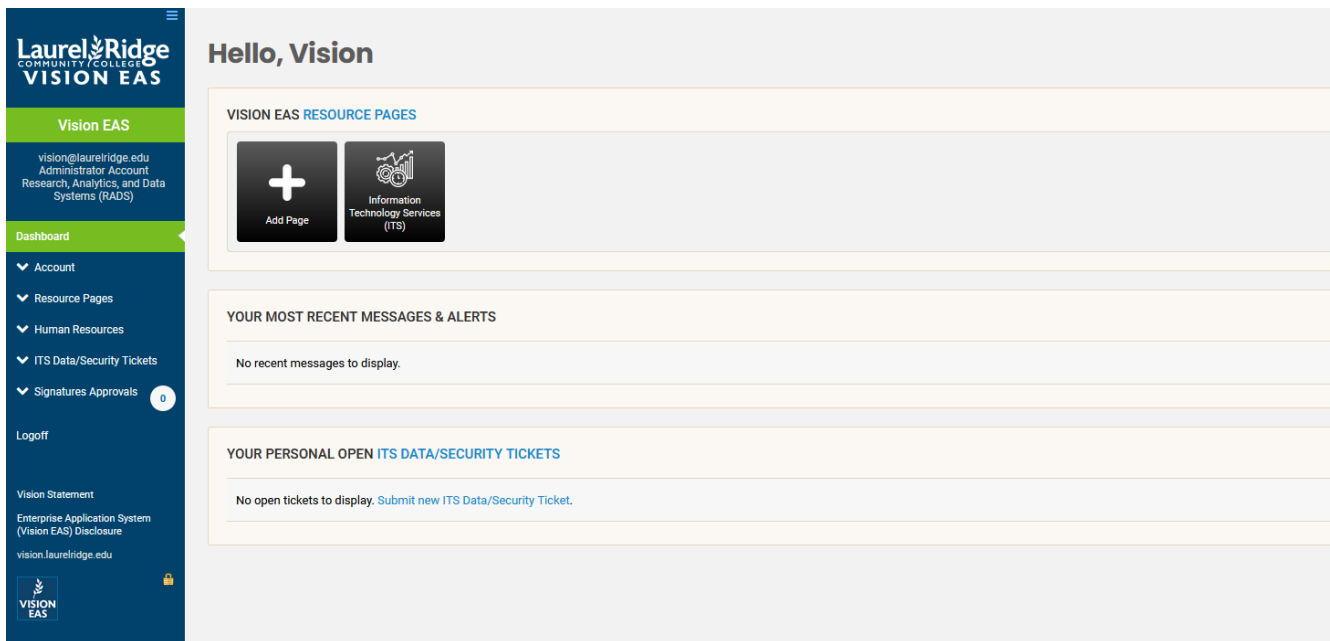 Laurel Ridge
COMMUNITY COLLEGE
VISION EAS
Vision EAS
vision@laurelridge.edu
Administrator Account
Research, Analytics, and Data
Systems (RADS)
Dashboard
Account
Resource Pages
Human Resources
ITS Data/Security Tickets
Signatures Approvals
0
Logoff
Vision Statement
Enterprise Application System
(Vision EAS) Disclosure
vision.laurelridge.edu
VISION
EAS
Hello, Vision
VISION EAS RESOURCE PAGES
Add Page
Information
Technology Services
(ITS)
YOUR MOST RECENT MESSAGES & ALERTS
No recent messages to display.
YOUR PERSONAL OPEN ITS DATA/SECURITY TICKETS
No open tickets to display. Submit new ITS Data/Security Ticket.